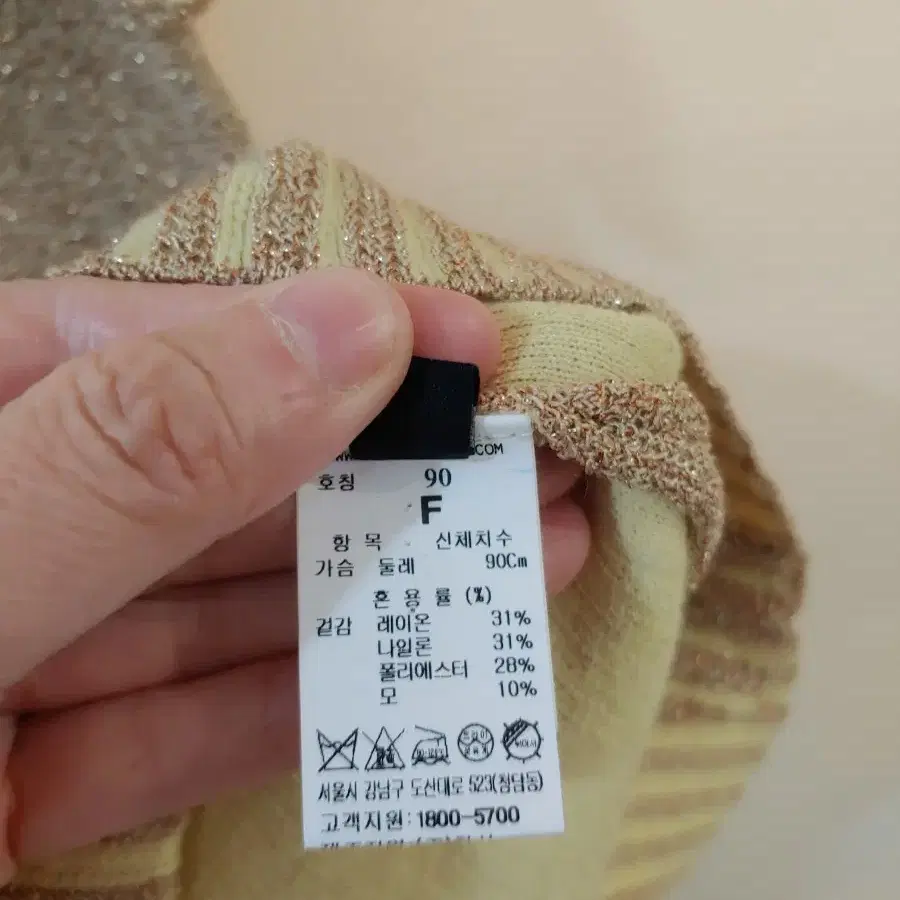 COM
호칭 90
F
항 목 신체치수
가슴 둘레 90Cm
혼 용 률 (%)
겉감 레이온 31%
나일론 31%
폴리에스터 28%
모 10%
서울시 강남구 도산대로 523(청담동)
고객지원:1800-5700